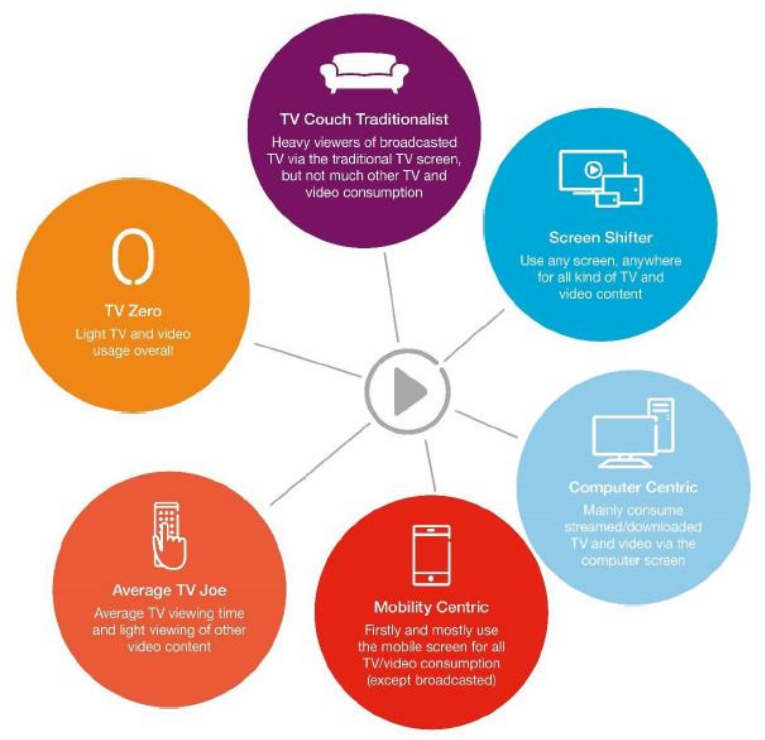 TV Couch Traditionalist
Heavy viewers of broadcasted
TV via the traditional TV screen,
but not much other TV and
video consumption
Screen Shifter
Use any screen, anywhere
for all kind of TV and
video content
Computer Centric
Mainly consume
streamed/downloaded
TV and video via the
computer screen
Mobility Centric
Firstly and mostly use
the mobile screen for all
TV/video consumption
(except broadcasted)
Average TV Joe
Average TV viewing time
and light viewing of other
video content
TV Zero
Light TV and video
usage overall